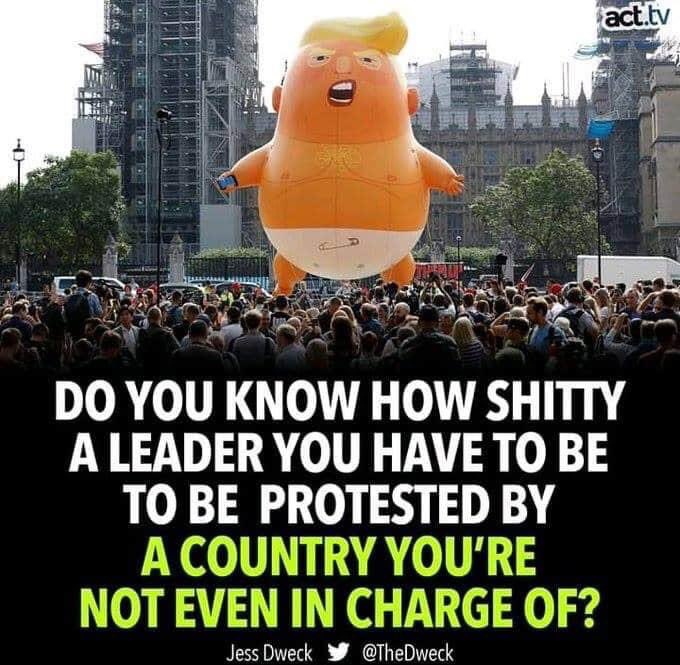 act.tv
DO YOU KNOW HOW SHITTY
A LEADER YOU HAVE TO BE
TO BE PROTESTED BY
A COUNTRY YOU'RE
NOT EVEN IN CHARGE OF?
Jess Dweck @TheDweck